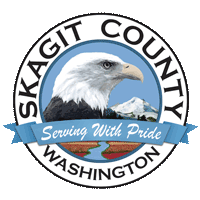 SKAGIT COUNTY
Serving With Pride
WASHINGTON